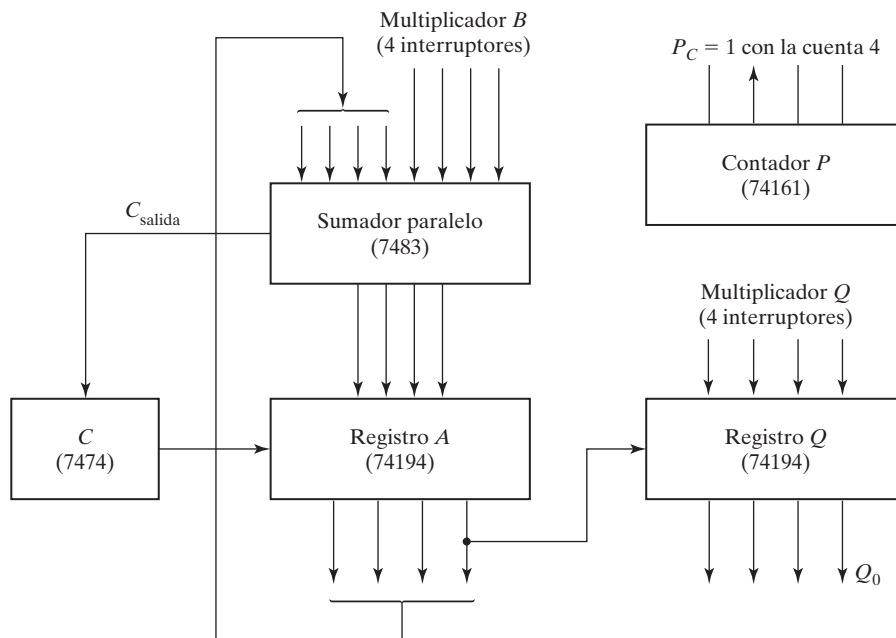 Multiplicador B
(4 interruptores)
P_C = 1 con la cuenta 4
Contador P
(74161)
C_salida
Sumador paralelo
(7483)
Multiplicador Q
(4 interruptores)
C
(7474)
Registro A
(74194)
Registro Q
(74194)
Q_0